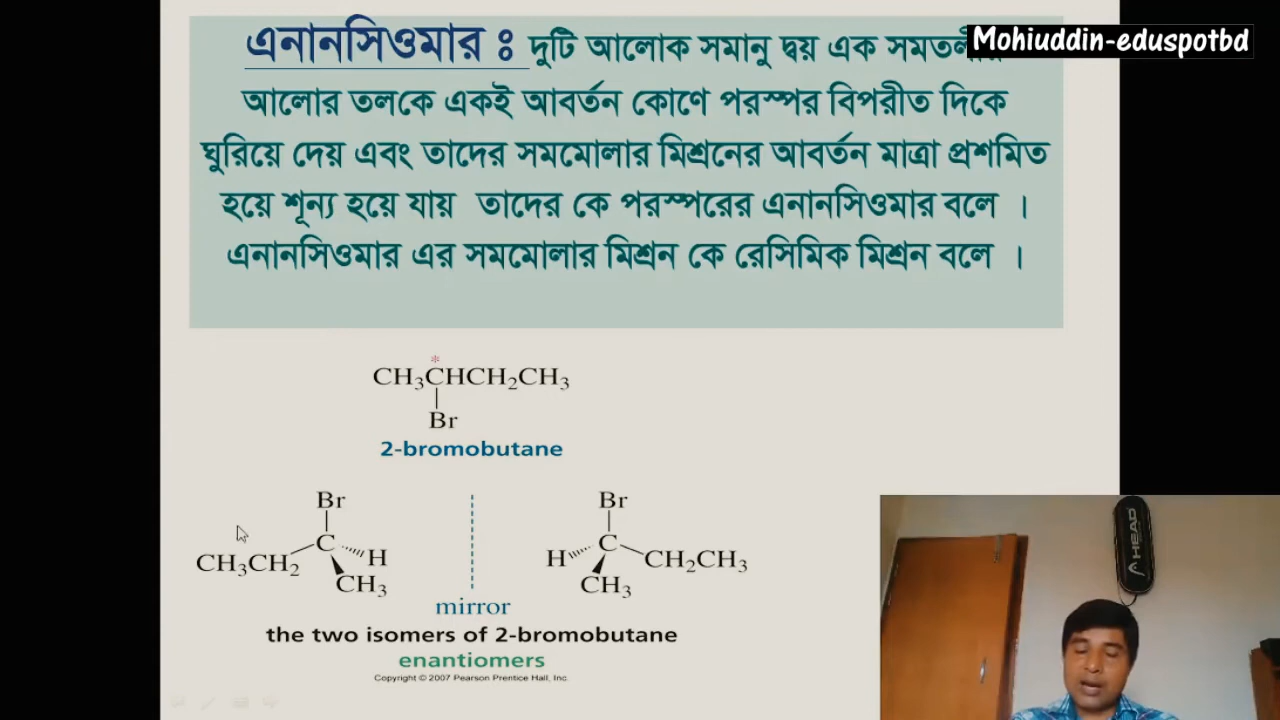 Mohiuddin-eduspotbd
এনানসিওমার ঃ দুটি আলোক সমানু দ্বয় এক
আলোর তলকে একই আবর্তন কোণে পরস্পর বিপরীত দিকে
ঘুরিয়ে দেয় এবং তাদের সমমোলার মিশ্রনের আবর্তন মাত্রা প্রশমিত
হয়ে শূন্য হয়ে যায় তাদের কে পরস্পরের এনানসিওমার বলে ।
এনানসিওমার এর সমমোলার মিশ্রন কে রেসিমিক মিশ্রন বলে ।
*
CH₃CHCH₂CH₃
Br
2-bromobutane
Br Br
C H H C
CH₃CH₂ CH₂CH₃
CH₃ CH₃
mirror
the two isomers of 2-bromobutane
enantiomers
Copyright © 2007 Pearson Prentice Hall, Inc.
HEAD